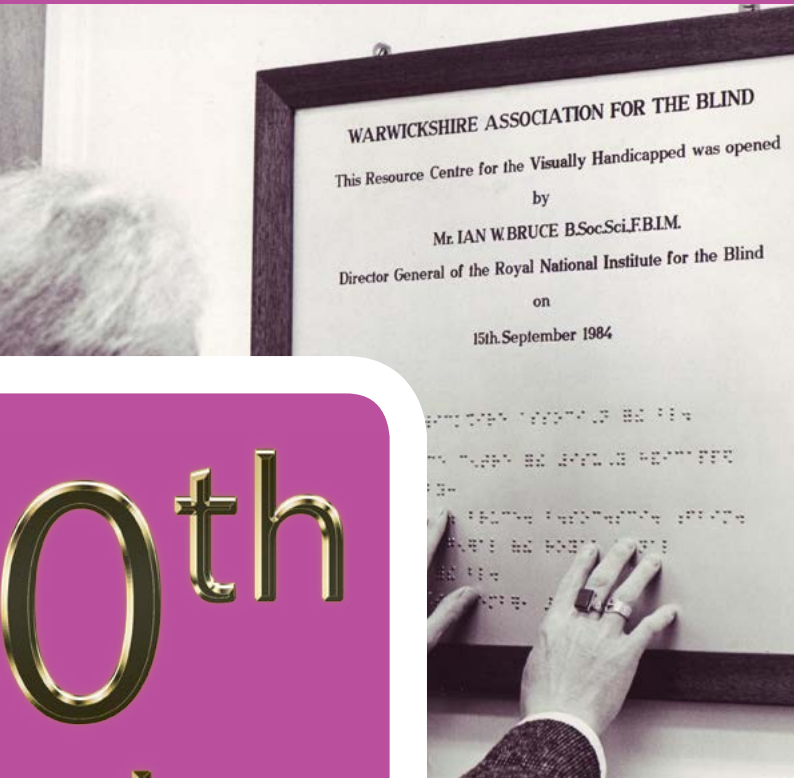 WARWICKSHIRE ASSOCIATION FOR THE BLIND
This Resource Centre for the Visually Handicapped was opened
by
Mr. IAN W. BRUCE B.Soc.Sci,F.B.I.M.
Director General of the Royal National Institute for the Blind
on
15th.September 1984
0th